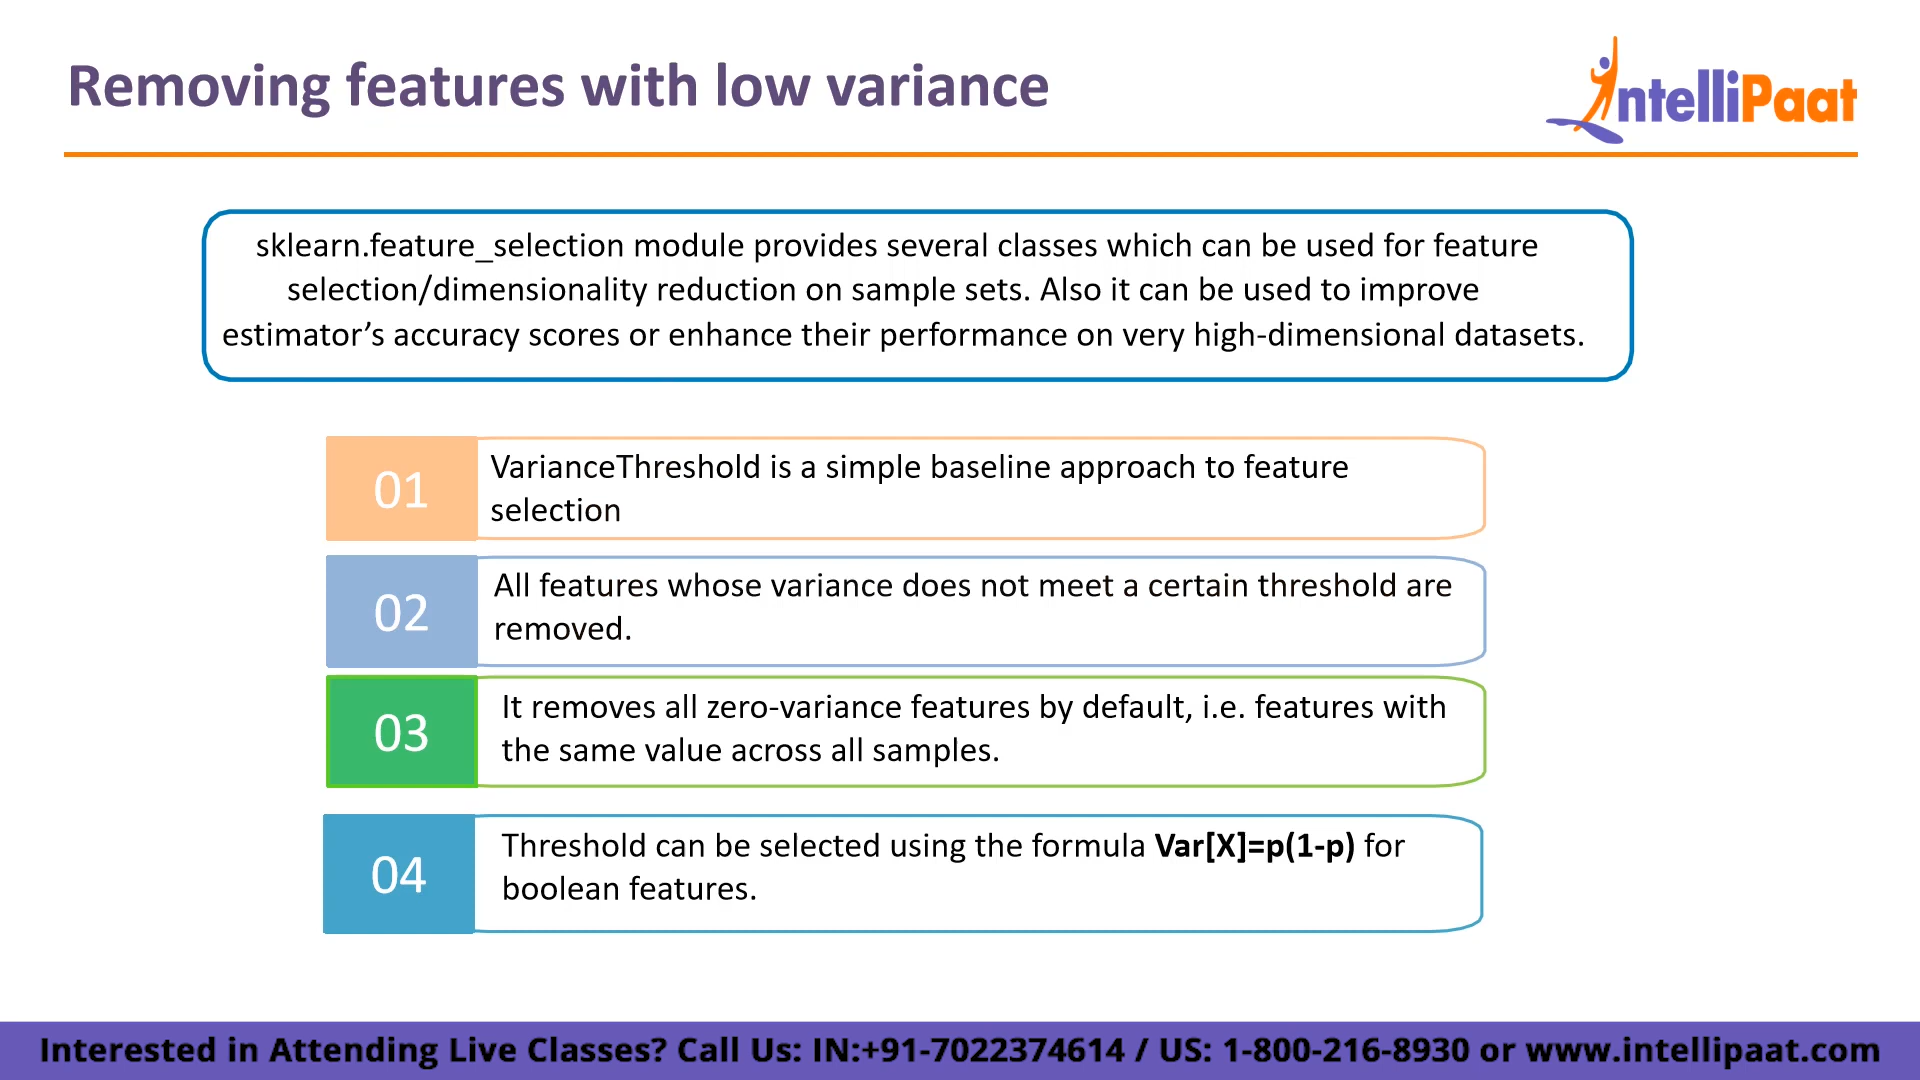 Removing features with low variance
IntelliPaat
sklearn.feature_selection module provides several classes which can be used for feature
selection/dimensionality reduction on sample sets. Also it can be used to improve
estimator’s accuracy scores or enhance their performance on very high-dimensional datasets.
01
VarianceThreshold is a simple baseline approach to feature
selection
02
All features whose variance does not meet a certain threshold are
removed.
03
It removes all zero-variance features by default, i.e. features with
the same value across all samples.
04
Threshold can be selected using the formula Var[X]=p(1-p) for
boolean features.
Interested in Attending Live Classes? Call Us: IN:+91-7022374614 / US: 1-800-216-8930 or www.intellipaat.com